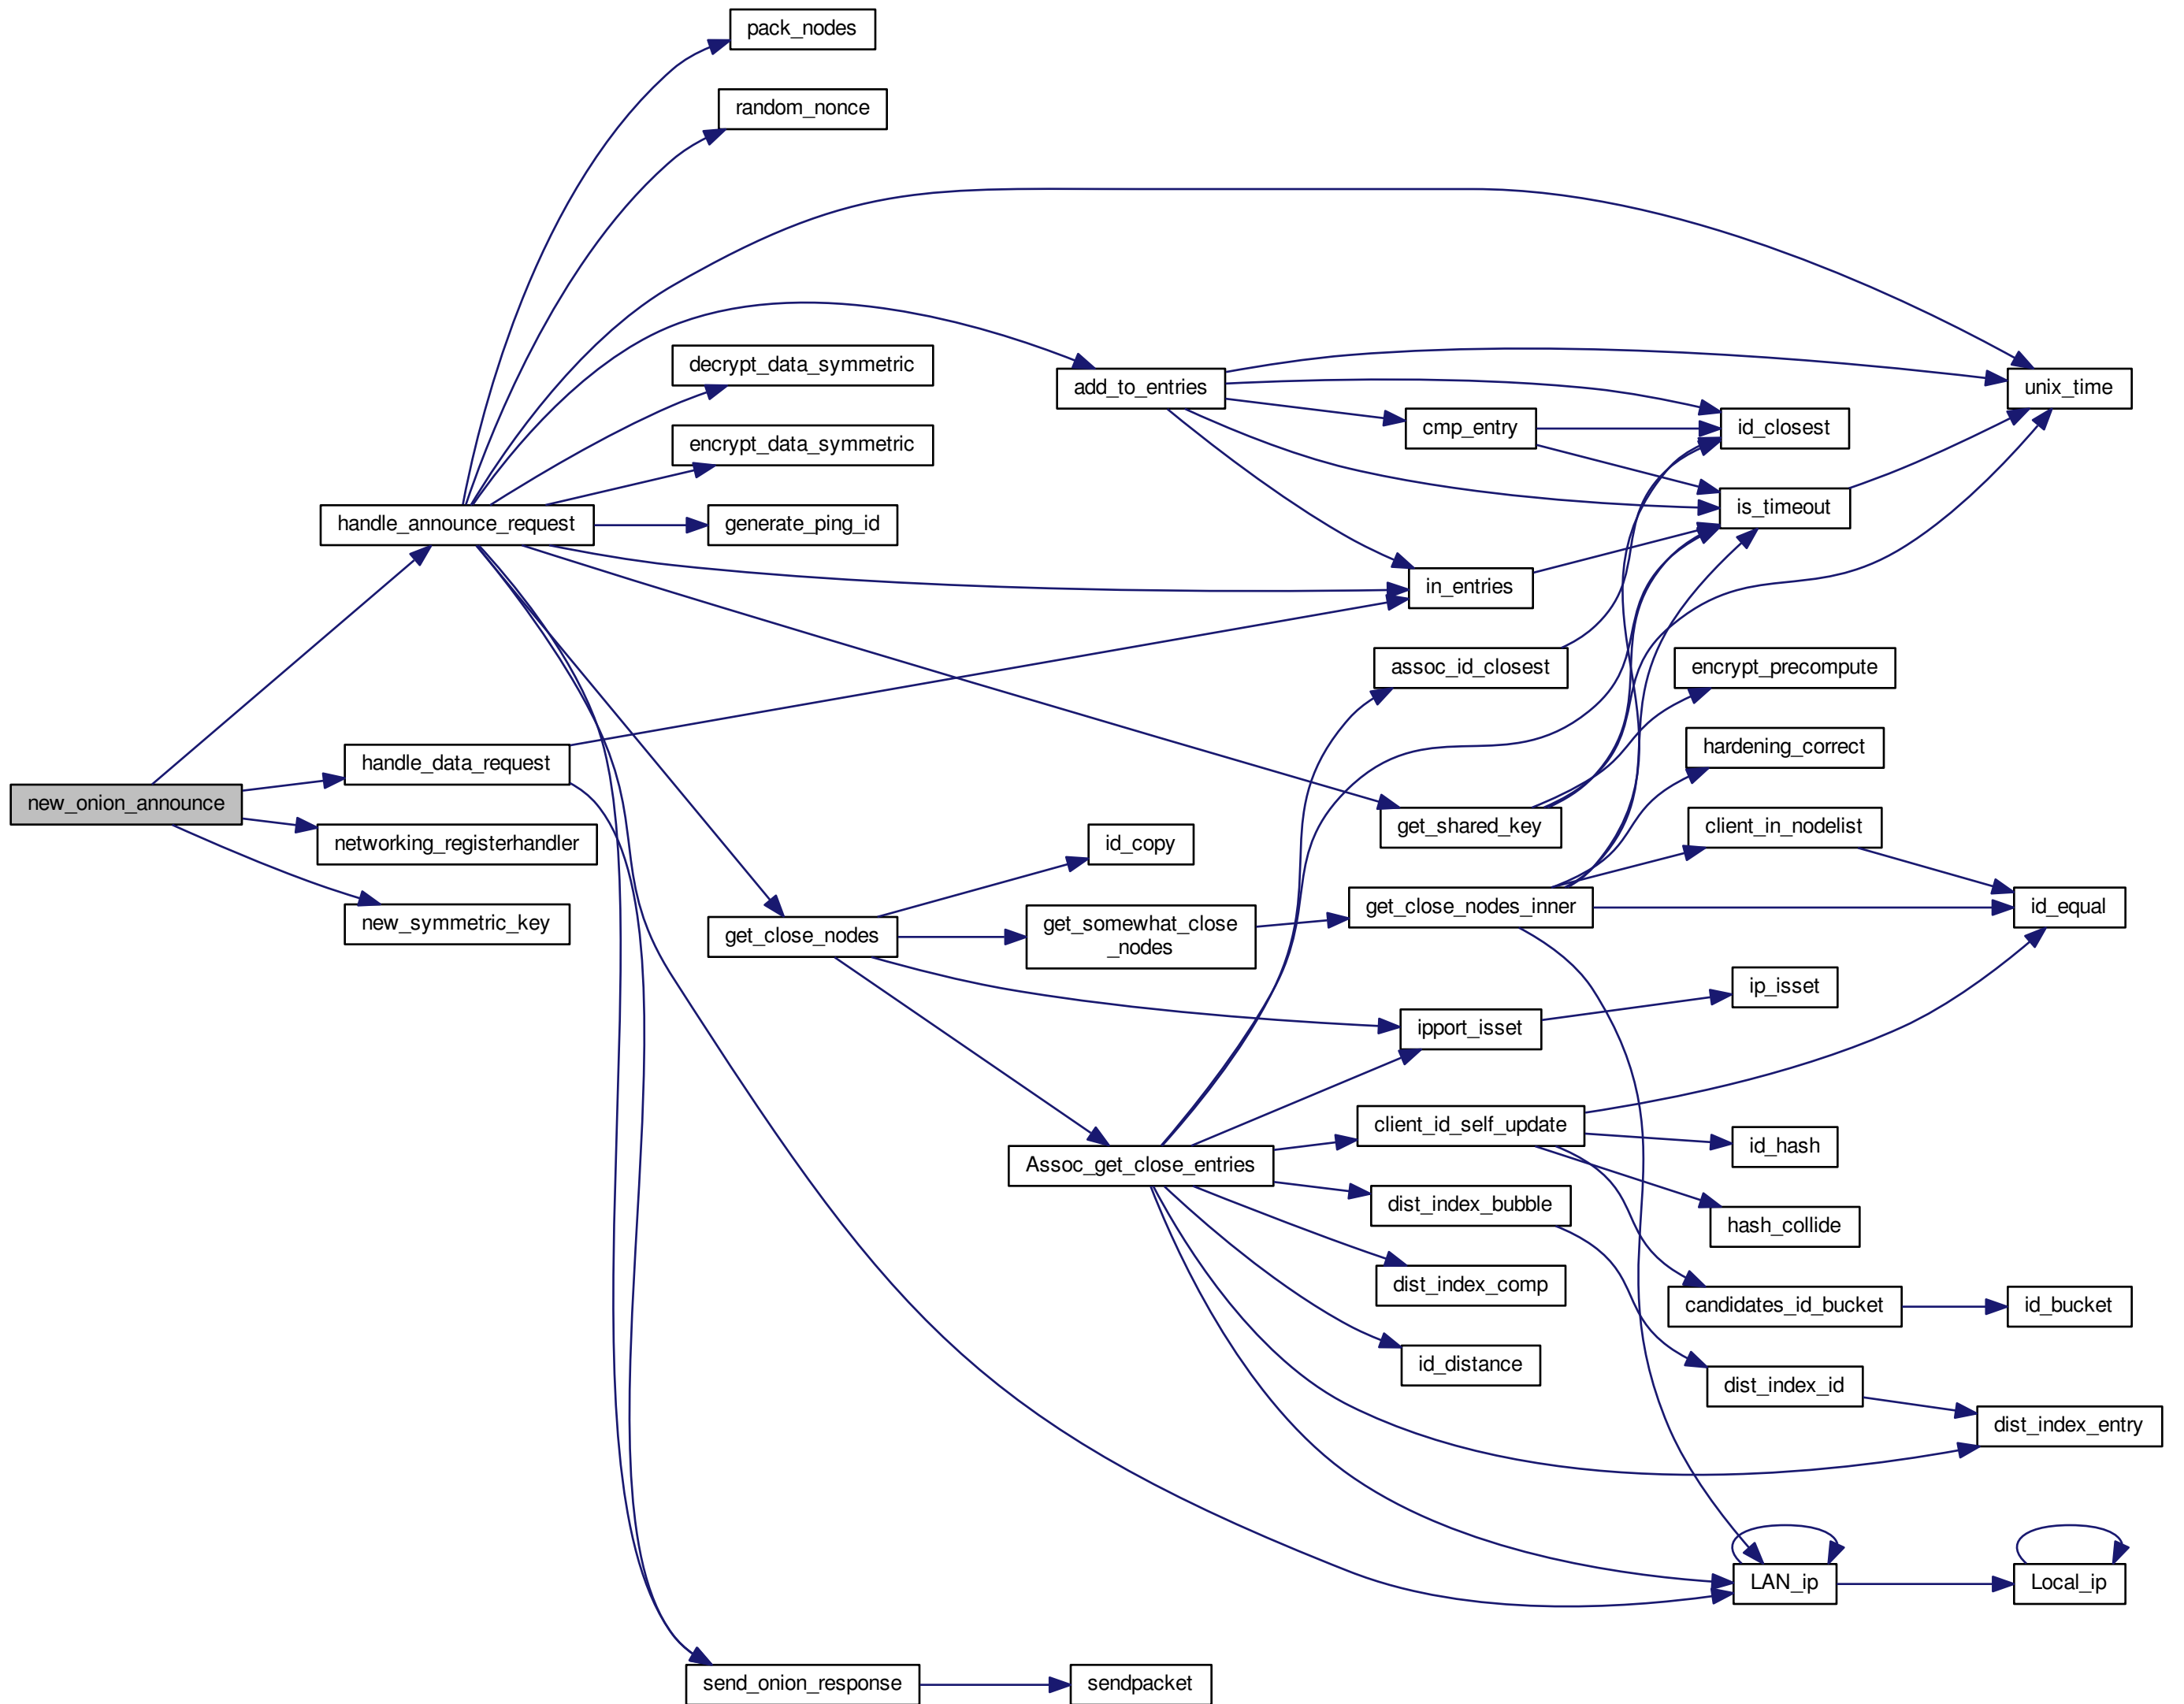 pack_nodes
random_nonce
decrypt_data_symmetric
add_to_entries
unix_time
cmp_entry
id_closest
encrypt_data_symmetric
is_timeout
handle_announce_request
generate_ping_id
in_entries
assoc_id_closest
encrypt_precompute
hardening_correct
handle_data_request
new_onion_announce
get_shared_key
client_in_nodelist
networking_registerhandler
id_copy
new_symmetric_key
get_close_nodes
get_somewhat_close
_nodes
get_close_nodes_inner
id_equal
ip_isset
ipport_isset
client_id_self_update
id_hash
Assoc_get_close_entries
dist_index_bubble
hash_collide
dist_index_comp
candidates_id_bucket
id_bucket
id_distance
dist_index_id
dist_index_entry
LAN_ip
Local_ip
send_onion_response
sendpacket